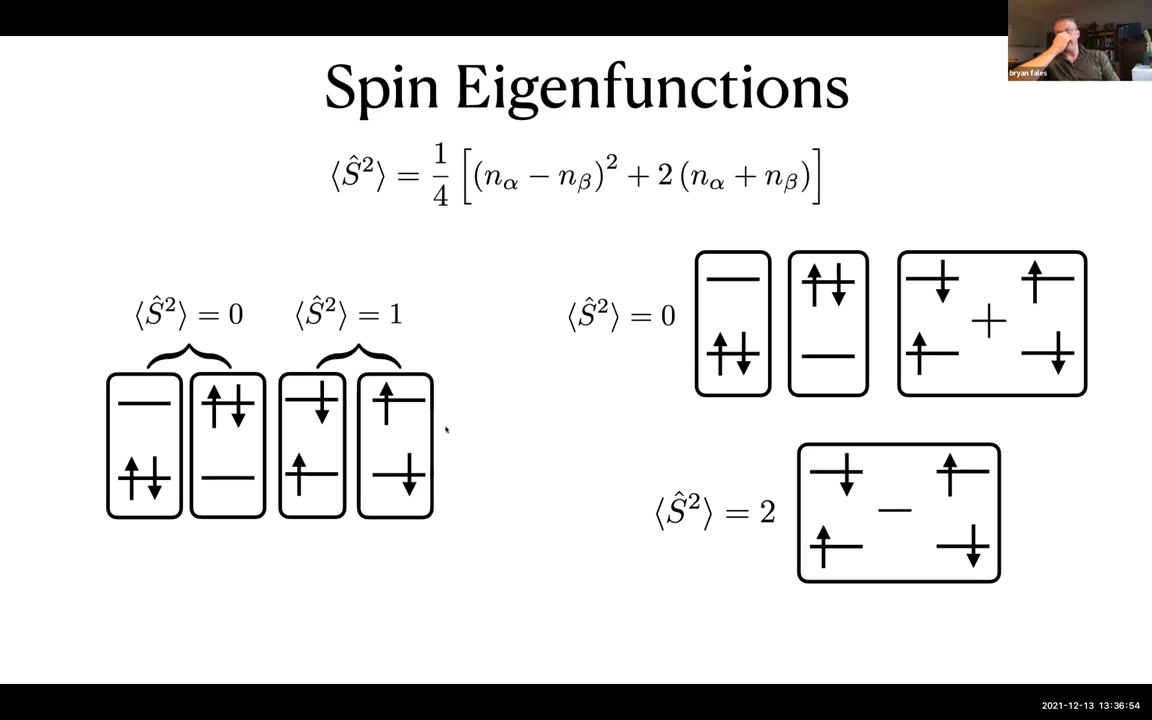 bryan fales
Spin Eigenfunctions
⟨Ŝ²⟩ = 1/4 [(n_α − n_β)² + 2 (n_α + n_β)]
⟨Ŝ²⟩ = 0
⟨Ŝ²⟩ = 1
⟨Ŝ²⟩ = 0
+
⟨Ŝ²⟩ = 2
−
2021-12-13 13:36:54